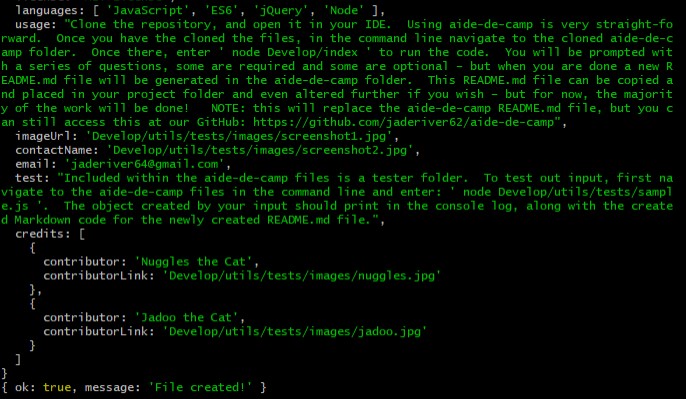 languages: [ 'JavaScript', 'ES6', 'jQuery', 'Node' ],
usage: "Clone the repository, and open it in your IDE.  Using aide-de-camp is very straight-fo
rward.  Once you have the cloned the files, in the command line navigate to the cloned aide-de-c
amp folder.  Once there, enter ' node Develop/index ' to run the code.  You will be prompted wit
h a series of questions, some are required and some are optional – but when you are done a new R
EADME.md file will be generated in the aide-de-camp folder.  This README.md file can be copied a
nd placed in your project folder and even altered further if you wish – but for now, the majorit
y of the work will be done!   NOTE: this will replace the aide-de-camp README.md file, but you c
an still access this at our GitHub: https://github.com/jaderiver62/aide-de-camp",
imageUrl: 'Develop/utils/tests/images/screenshot1.jpg',
contactName: 'Develop/utils/tests/images/screenshot2.jpg',
email: 'jaderiver64@gmail.com',
test: "Included within the aide-de-camp files is a tester folder.  To test out input, first na
vigate to the aide-de-camp files in the command line and enter: ' node Develop/utils/tests/sampl
e.js '.  The object created by your input should print in the console log, along with the create
d Markdown code for the newly created README.md file.",
credits: [
{
contributor: 'Nuggles the Cat',
contributorLink: 'Develop/utils/tests/images/nuggles.jpg'
},
{
contributor: 'Jadoo the Cat',
contributorLink: 'Develop/utils/tests/images/jadoo.jpg'
}
]
}
{ ok: true, message: 'File created!' }